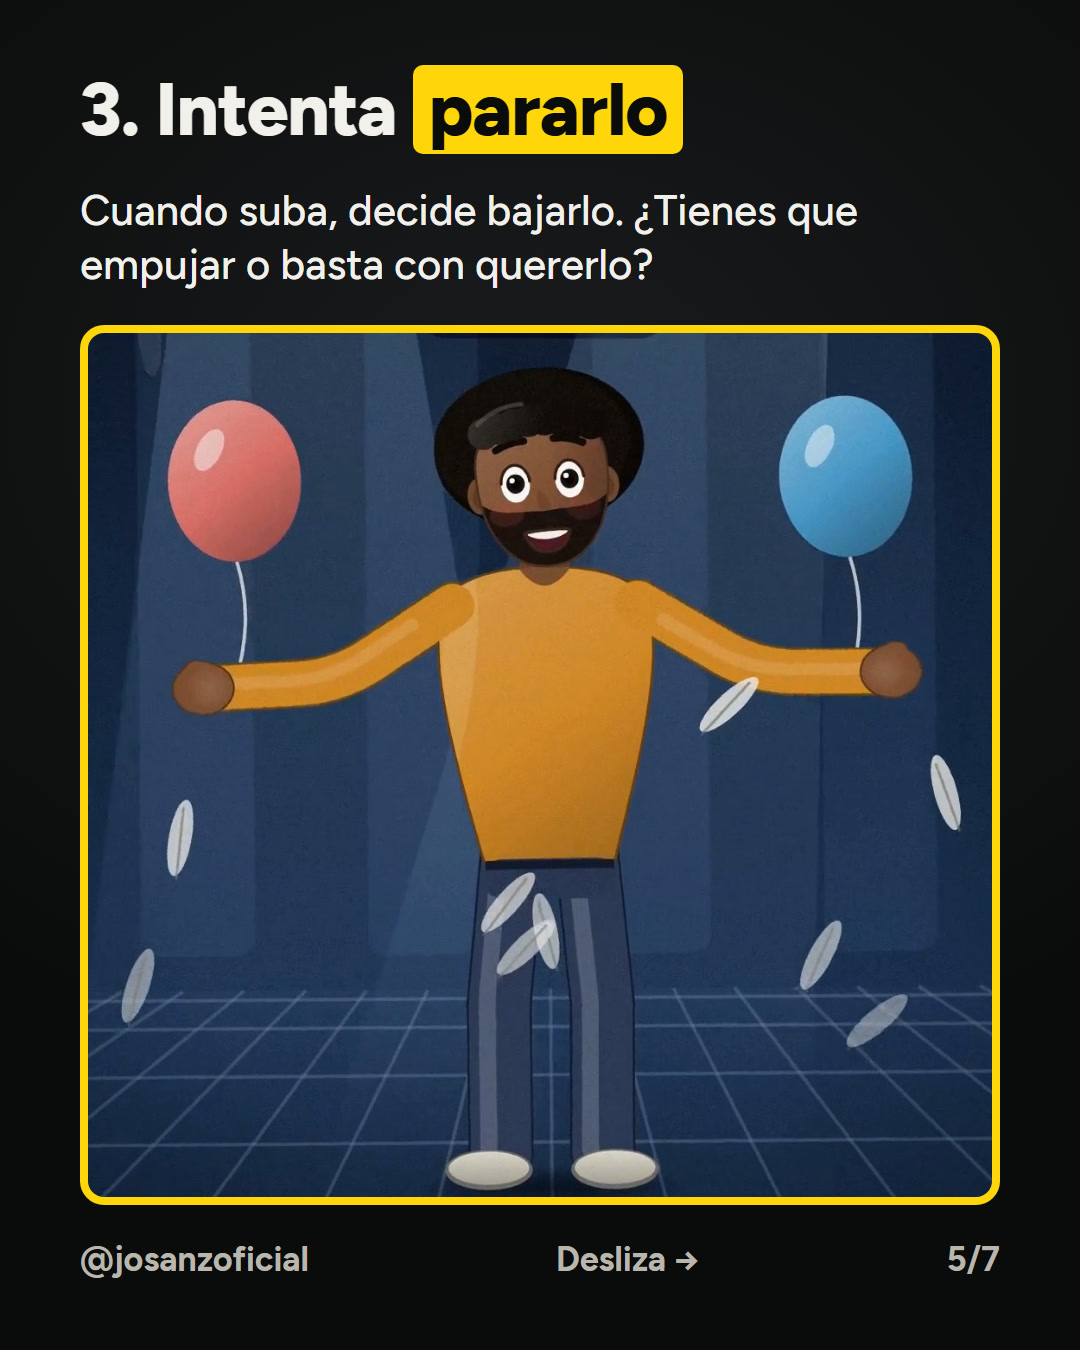 3. Intenta pararlo
Cuando suba, decide bajarlo. ¿Tienes que
empujar o basta con quererlo?
@josanzoficial
Desliza →
5/7